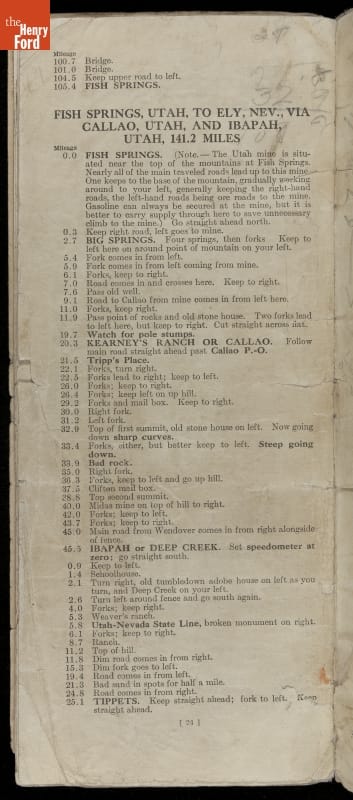 the
Henry
Ford
Mileage
100.7 Bridge.
101.0 Bridge.
104.5 Keep upper road to left.
105.4 FISH SPRINGS.
FISH SPRINGS, UTAH, TO ELY, NEV., VIA
CALLAO, UTAH, AND IBAPAH,
UTAH, 141.2 MILES
Mileage
0.0 FISH SPRINGS. (Note.—The Utah mine is situ-
ated near the top of the mountains at Fish Springs.
Nearly all of the main traveled roads lead up to this mine.
One keeps to the base of the mountain, gradually working
around to your left, generally keeping the right-hand
roads, the left-hand roads being ore roads to the mine.
Gasoline can always be secured at the mine, but it is
better to carry supply through here to save unnecessary
climb to the mine.) Go straight ahead north.
0.3 Keep right road, left goes to mine.
2.7 BIG SPRINGS. Four springs, then forks Keep to
left here on around point of mountain on your left.
5.4 Fork comes in from left.
5.9 Fork comes in from left coming from mine.
6.1 Forks, keep to right.
7.0 Road comes in and crosses here. Keep to right.
7.6 Pass old well.
9.1 Road to Callao from mine comes in from left here.
11.0 Forks, keep right.
11.9 Pass point of rocks and old stone house. Two forks lead
to left here, but keep to right. Cut straight across flat.
19.7 Watch for pole stumps.
20.3 KEARNEY'S RANCH OR CALLAO. Follow
main road straight ahead past Callao P.-O.
21.5 Tripp's Place.
22.1 Forks, turn right.
22.5 Forks lead to right; keep to left.
26.0 Forks; keep to right.
26.4 Forks; keep left on up hill.
29.2 Forks and mail box. Keep to right.
30.0 Right fork.
31.2 Left fork.
32.9 Top of first summit, old stone house on left. Now going
down sharp curves.
33.4 Forks, either, but better keep to left. Steep going
down.
33.9 Bad rock.
35.0 Right fork.
36.3 Forks, keep to left and go up hill.
37.5 Clifton mail box.
38.8 Top second summit.
40.0 Midas mine on top of hill to right.
42.0 Forks; keep to left.
43.7 Forks; keep to right.
45.0 Main road from Wendover comes in from right alongside
of fence.
45.5 IBAPAH or DEEP CREEK. Set speedometer at
zero; go straight south.
0.9 Keep to left.
1.4 Schoolhouse.
2.1 Turn right, old tumbledown adobe house on left as you
turn, and Deep Creek on your left.
2.6 Turn left around fence and go south again.
4.0 Forks; keep right.
5.3 Weaver's ranch.
5.8 Utah-Nevada State Line, broken monument on right.
6.1 Forks; keep to right.
8.7 Ranch.
11.2 Top of hill.
11.8 Dim road comes in from right.
15.3 Dim fork goes to left.
19.4 Road comes in from left.
21.3 Bad sand in spots for half a mile.
24.8 Road comes in from right.
25.1 TIPPETS. Keep straight ahead; fork to left. Keep
straight ahead.
[ 24 ]